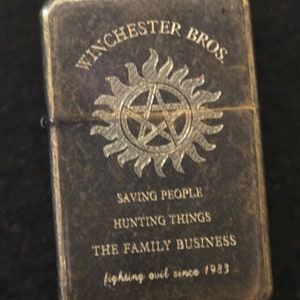 WINCHESTER BROS.
SAVING PEOPLE
HUNTING THINGS
THE FAMILY BUSINESS
fighting evil since 1983